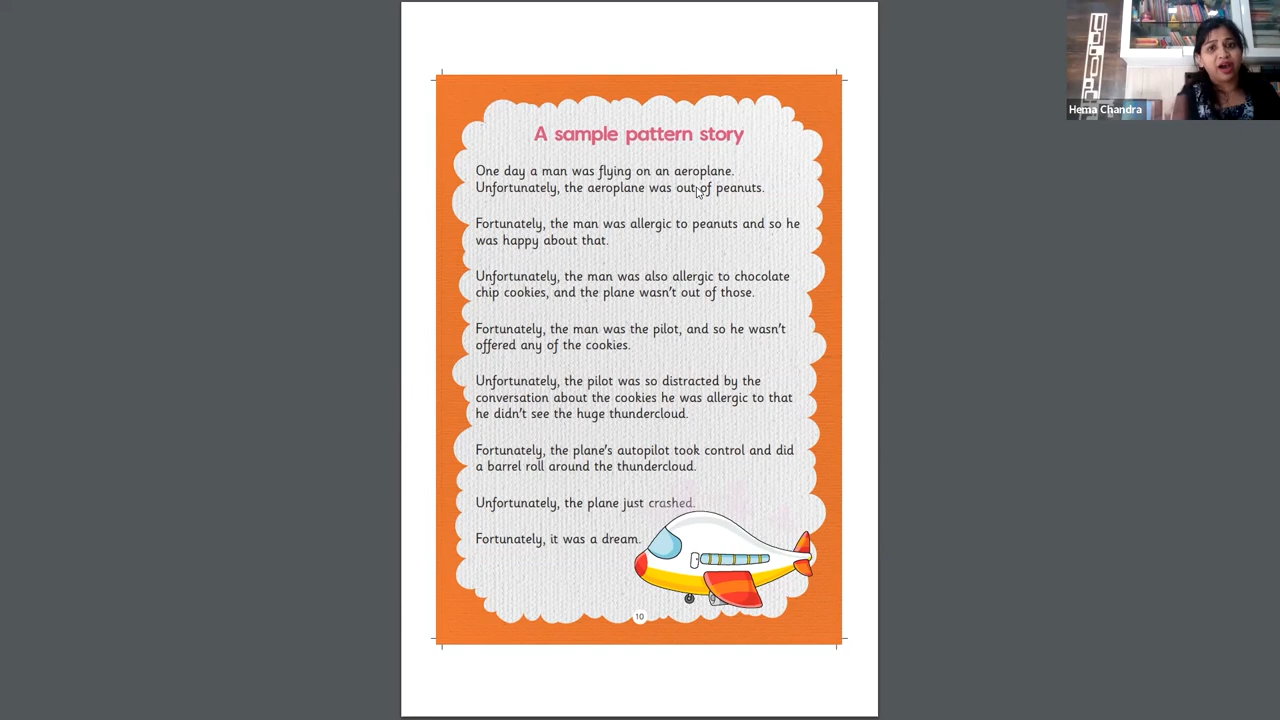 A sample pattern story
One day a man was flying on an aeroplane.
Unfortunately, the aeroplane was out of peanuts.
Fortunately, the man was allergic to peanuts and so he
was happy about that.
Unfortunately, the man was also allergic to chocolate
chip cookies, and the plane wasn't out of those.
Fortunately, the man was the pilot, and so he wasn't
offered any of the cookies.
Unfortunately, the pilot was so distracted by the
conversation about the cookies he was allergic to that
he didn't see the huge thundercloud.
Fortunately, the plane's autopilot took control and did
a barrel roll around the thundercloud.
Unfortunately, the plane just crashed.
Fortunately, it was a dream.
10
Hema Chandra